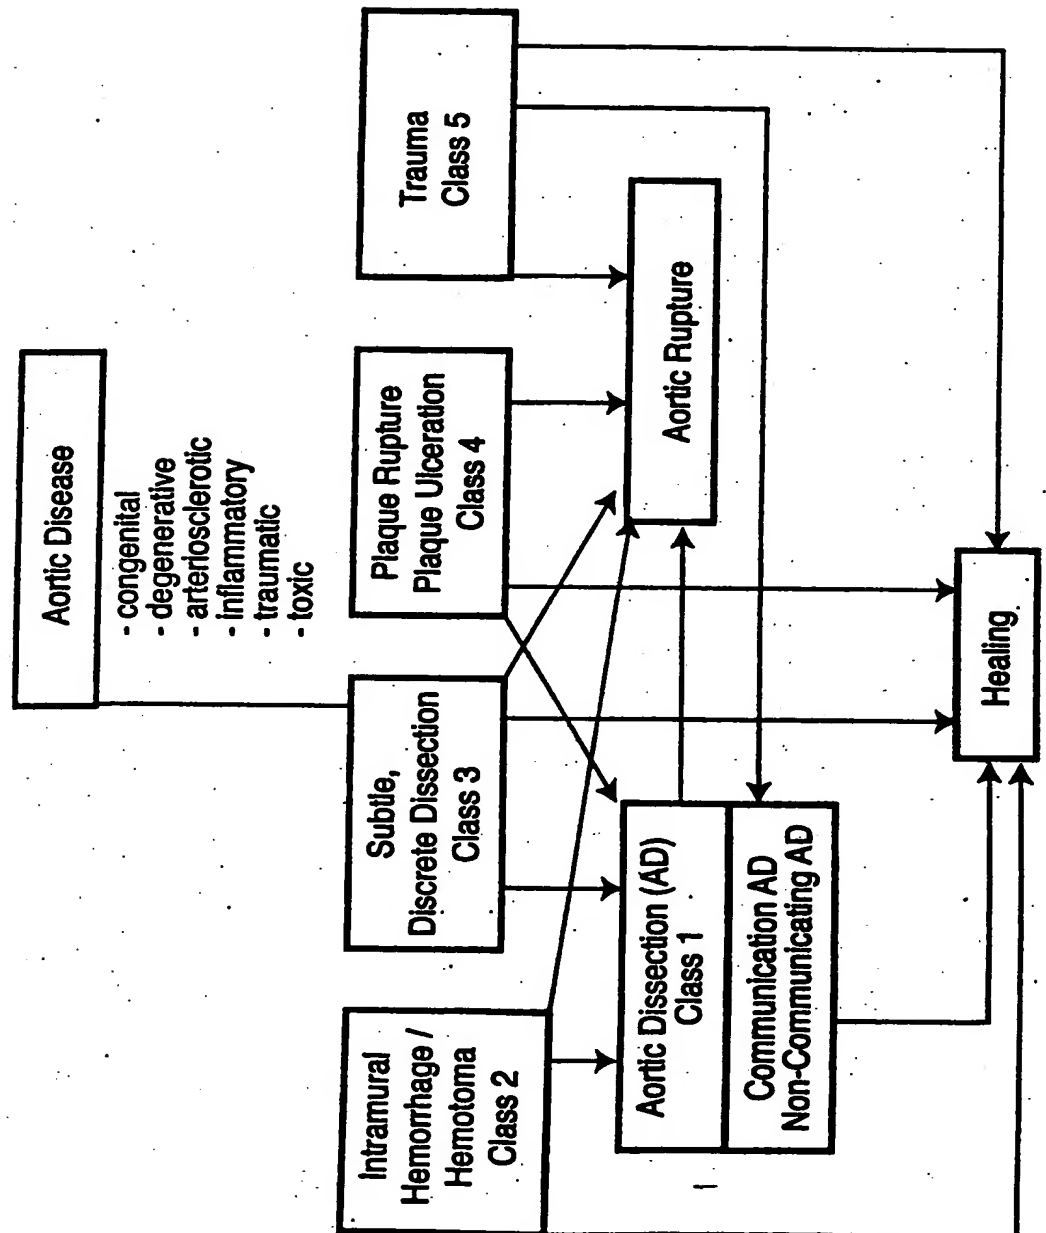 Aortic Disease
- congenital
- degenerative
- arteriosclerotic
- inflammatory
- traumatic
- toxic
Intramural
Hemorrhage /
Hemotoma
Class 2
Subtle,
Discrete Dissection
Class 3
Plaque Rupture
Plaque Ulceration
Class 4
Trauma
Class 5
Aortic Dissection (AD)
Class 1
Communication AD
Non-Communicating AD
Aortic Rupture
Healing